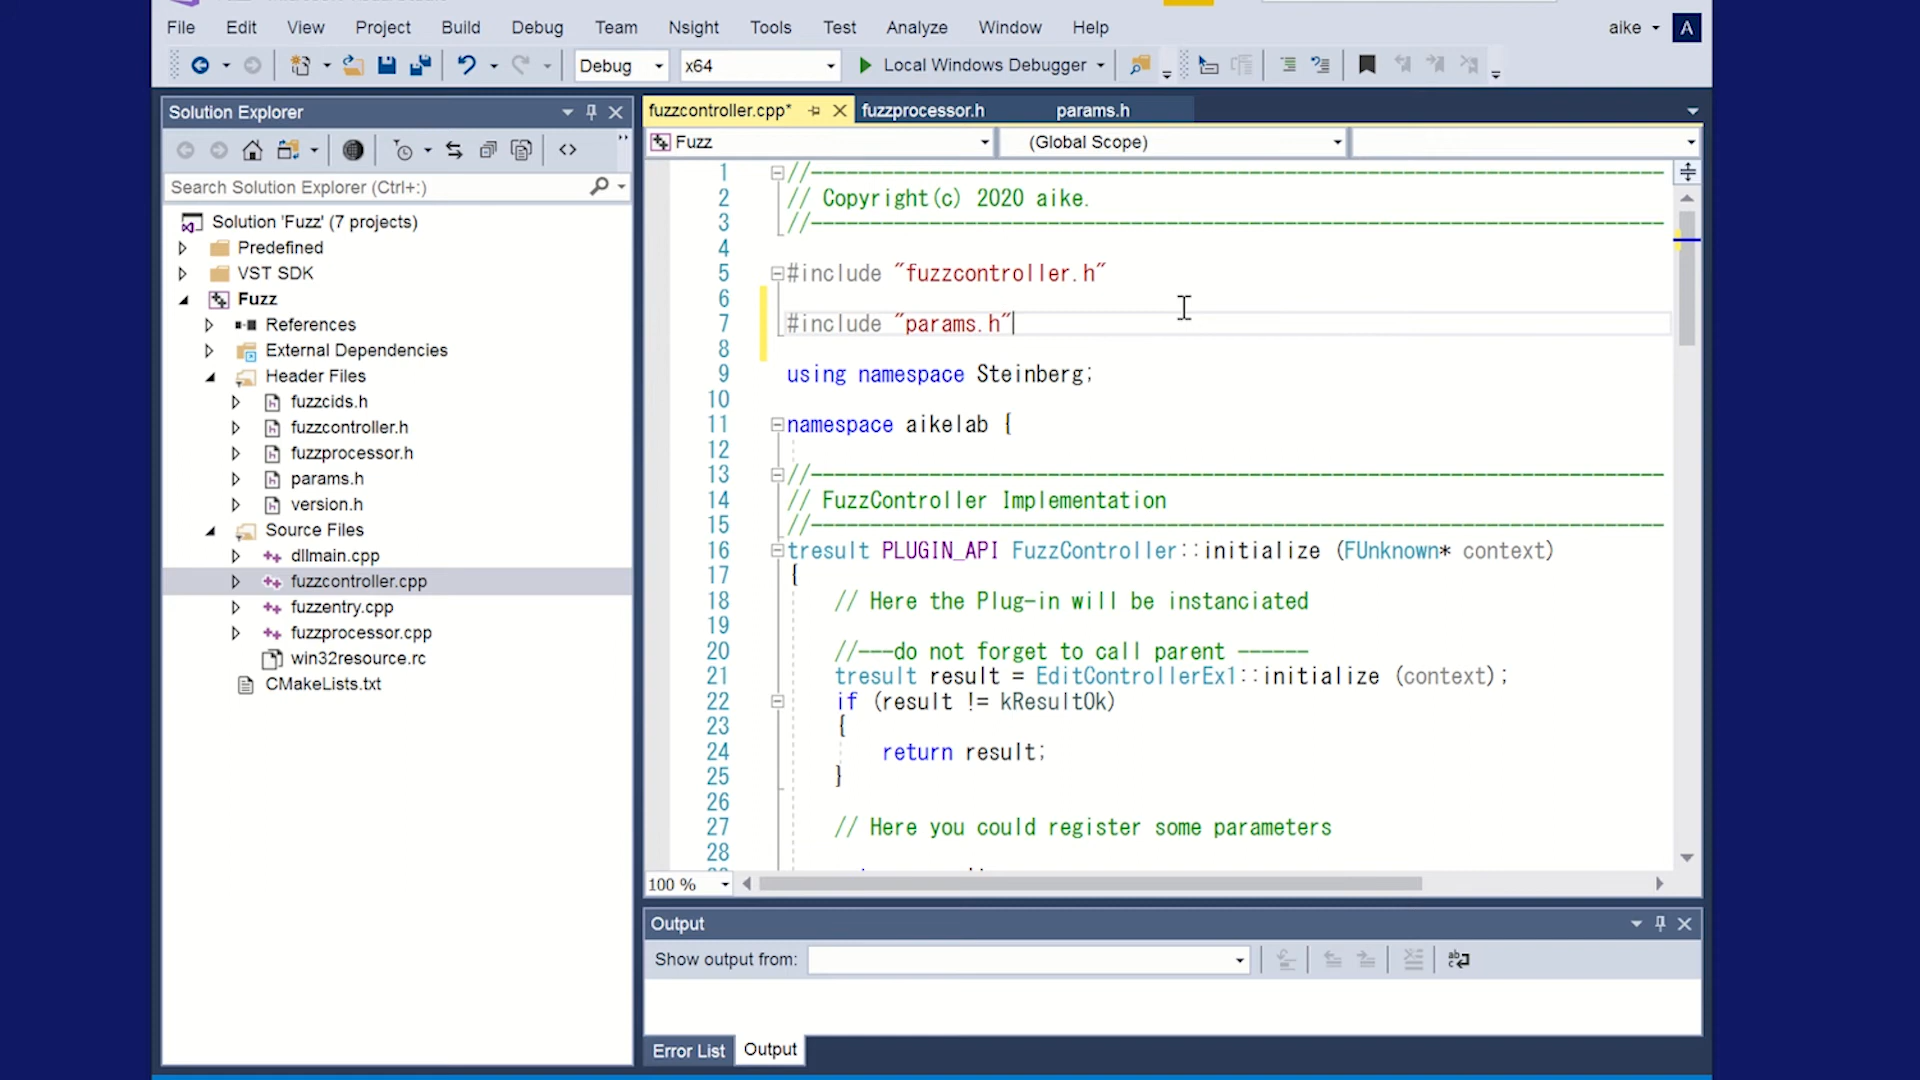 File Edit View Project Build Debug Team Nsight Tools Test Analyze Window Help aike A
Debug x64 Local Windows Debugger
Solution Explorer
Search Solution Explorer (Ctrl+:)
Solution 'Fuzz' (7 projects)
Predefined
VST SDK
Fuzz
References
External Dependencies
Header Files
fuzzcids.h
fuzzcontroller.h
fuzzprocessor.h
params.h
version.h
Source Files
dllmain.cpp
fuzzcontroller.cpp
fuzzentry.cpp
fuzzprocessor.cpp
win32resource.rc
CMakeLists.txt
fuzzcontroller.cpp* fuzzprocessor.h params.h
Fuzz (Global Scope)
1 //------------------------------------------------------------------------
2 // Copyright(c) 2020 aike.
3 //------------------------------------------------------------------------
4
5 #include "fuzzcontroller.h"
6
7 #include "params.h"
8
9 using namespace Steinberg;
10
11 namespace aikelab {
12
13 //------------------------------------------------------------------------
14 // FuzzController Implementation
15 //------------------------------------------------------------------------
16 tresult PLUGIN_API FuzzController::initialize (FUnknown* context)
17 {
18 // Here the Plug-in will be instanciated
19
20 //---do not forget to call parent ------
21 tresult result = EditControllerEx1::initialize (context);
22 if (result != kResultOk)
23 {
24 return result;
25 }
26
27 // Here you could register some parameters
28
100 %
Output
Show output from:
Error List Output